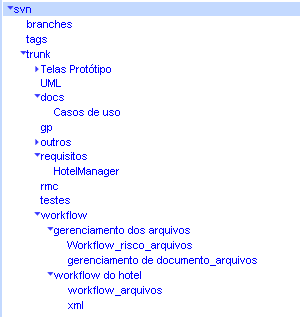 svn
branches
tags
trunk
Telas Protótipo
UML
docs
Casos de uso
gp
outros
requisitos
HotelManager
rmc
testes
workflow
gerenciamento dos arquivos
Workflow_risco_arquivos
gerenciamento de documento_arquivos
workflow do hotel
workflow_arquivos
xml